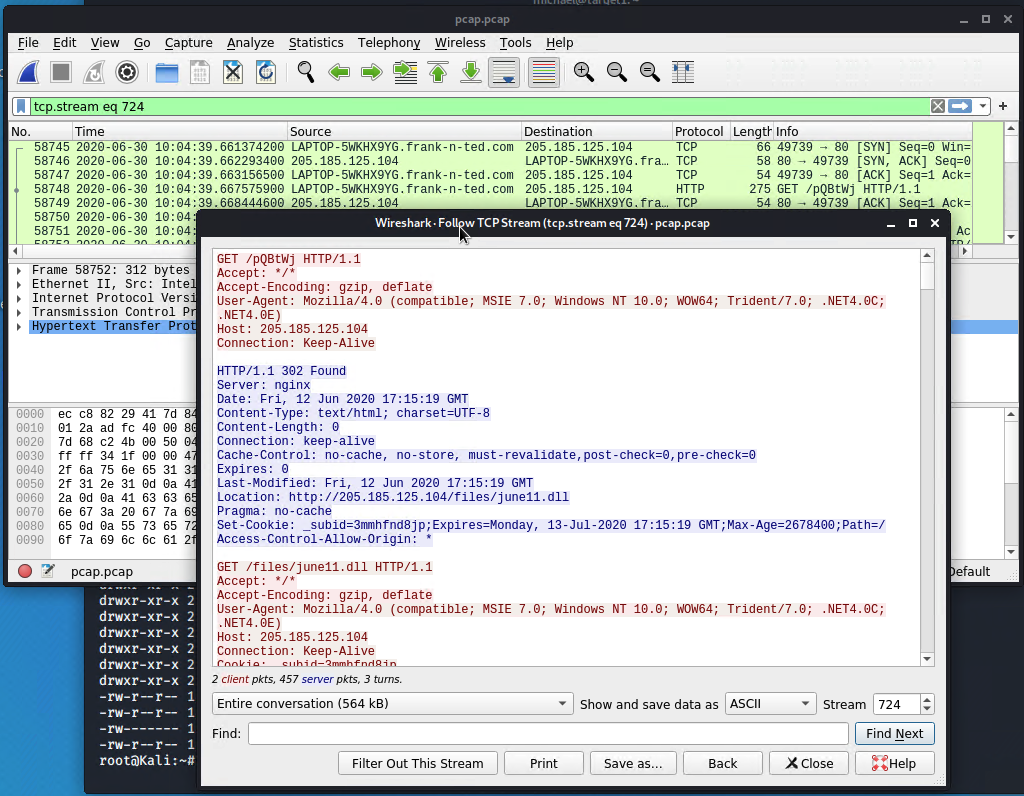 michael@target1: ~
pcap.pcap
File Edit View Go Capture Analyze Statistics Telephony Wireless Tools Help
tcp.stream eq 724
No. Time Source Destination Protocol Length Info
58745 2020-06-30 10:04:39.661374200 LAPTOP-5WKHX9YG.frank-n-ted.com 205.185.125.104 TCP 66 49739 → 80 [SYN] Seq=0 Win=
58746 2020-06-30 10:04:39.662293400 205.185.125.104 LAPTOP-5WKHX9YG.fra… TCP 58 80 → 49739 [SYN, ACK] Seq=0
58747 2020-06-30 10:04:39.663156500 LAPTOP-5WKHX9YG.frank-n-ted.com 205.185.125.104 TCP 54 49739 → 80 [ACK] Seq=1 Ack=
58748 2020-06-30 10:04:39.667575900 LAPTOP-5WKHX9YG.frank-n-ted.com 205.185.125.104 HTTP 275 GET /pQBtWj HTTP/1.1
58749 2020-06-30 10:04:39.668444600 205.185.125.104 LAPTOP-5WKHX9YG.fra… TCP 54 80 → 49739 [ACK] Seq=1 Ack=
58750 2020-06-30 10:04:
58751 2020-06-30 10:04: Ac
Wireshark · Follow TCP Stream (tcp.stream eq 724) · pcap.pcap
Frame 58752: 312 bytes
Ethernet II, Src: Intel
Internet Protocol Versi
Transmission Control Pr
Hypertext Transfer Prot
0000 ec c8 82 29 41 7d 84
0010 01 2a ad fc 40 00 80
0020 7d 68 c2 4b 00 50 04
0030 ff ff 34 1f 00 00 47
0040 2f 6a 75 6e 65 31 31
0050 2f 31 2e 31 0d 0a 41
0060 2a 0d 0a 41 63 63 65
0070 6e 67 3a 20 67 7a 69
0080 65 0d 0a 55 73 65 72
0090 6f 7a 69 6c 6c 61 2f
pcap.pcap
Default
GET /pQBtWj HTTP/1.1
Accept: */*
Accept-Encoding: gzip, deflate
User-Agent: Mozilla/4.0 (compatible; MSIE 7.0; Windows NT 10.0; WOW64; Trident/7.0; .NET4.0C;
.NET4.0E)
Host: 205.185.125.104
Connection: Keep-Alive
HTTP/1.1 302 Found
Server: nginx
Date: Fri, 12 Jun 2020 17:15:19 GMT
Content-Type: text/html; charset=UTF-8
Content-Length: 0
Connection: keep-alive
Cache-Control: no-cache, no-store, must-revalidate,post-check=0,pre-check=0
Expires: 0
Last-Modified: Fri, 12 Jun 2020 17:15:19 GMT
Location: http://205.185.125.104/files/june11.dll
Pragma: no-cache
Set-Cookie: _subid=3mmhfnd8jp;Expires=Monday, 13-Jul-2020 17:15:19 GMT;Max-Age=2678400;Path=/
Access-Control-Allow-Origin: *
GET /files/june11.dll HTTP/1.1
Accept: */*
Accept-Encoding: gzip, deflate
User-Agent: Mozilla/4.0 (compatible; MSIE 7.0; Windows NT 10.0; WOW64; Trident/7.0; .NET4.0C;
.NET4.0E)
Host: 205.185.125.104
Connection: Keep-Alive
Cookie: _subid=3mmhfnd8jp
2 client pkts, 457 server pkts, 3 turns.
Entire conversation (564 kB) Show and save data as ASCII Stream 724
Find: Find Next
Filter Out This Stream Print Save as… Back Close Help
drwxr-xr-x 2
drwxr-xr-x 2
drwxr-xr-x 2
drwxr-xr-x 2
drwxr-xr-x 2
drwxr-xr-x 2
drwxr-xr-x 2
-rw-r--r-- 1
-rw-r--r-- 1
-rw------- 1
-rw-r--r-- 1
root@Kali:~#